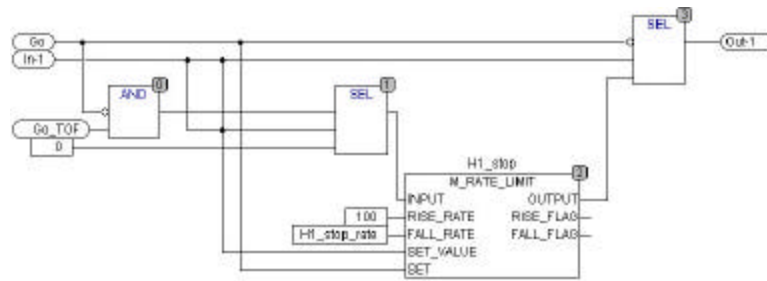 SEL
3
Go
In-1
Out-1
0
AND
1
SEL
Go_TOF
0
H1_stop
2
M_RATE_LIMIT
INPUT
OUTPUT
100
RISE_RATE
RISE_FLAG
H1_stop_rate
FALL_RATE
FALL_FLAG
SET_VALUE
SET